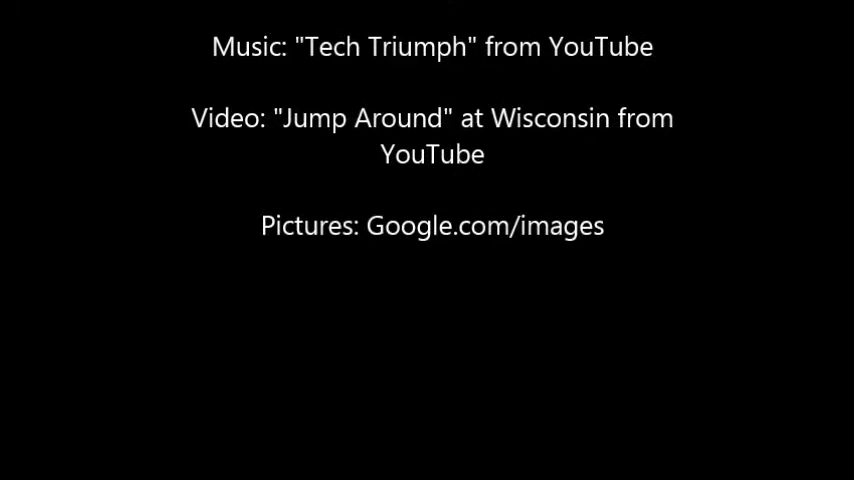 Music: "Tech Triumph" from YouTube
Video: "Jump Around" at Wisconsin from
YouTube
Pictures: Google.com/images